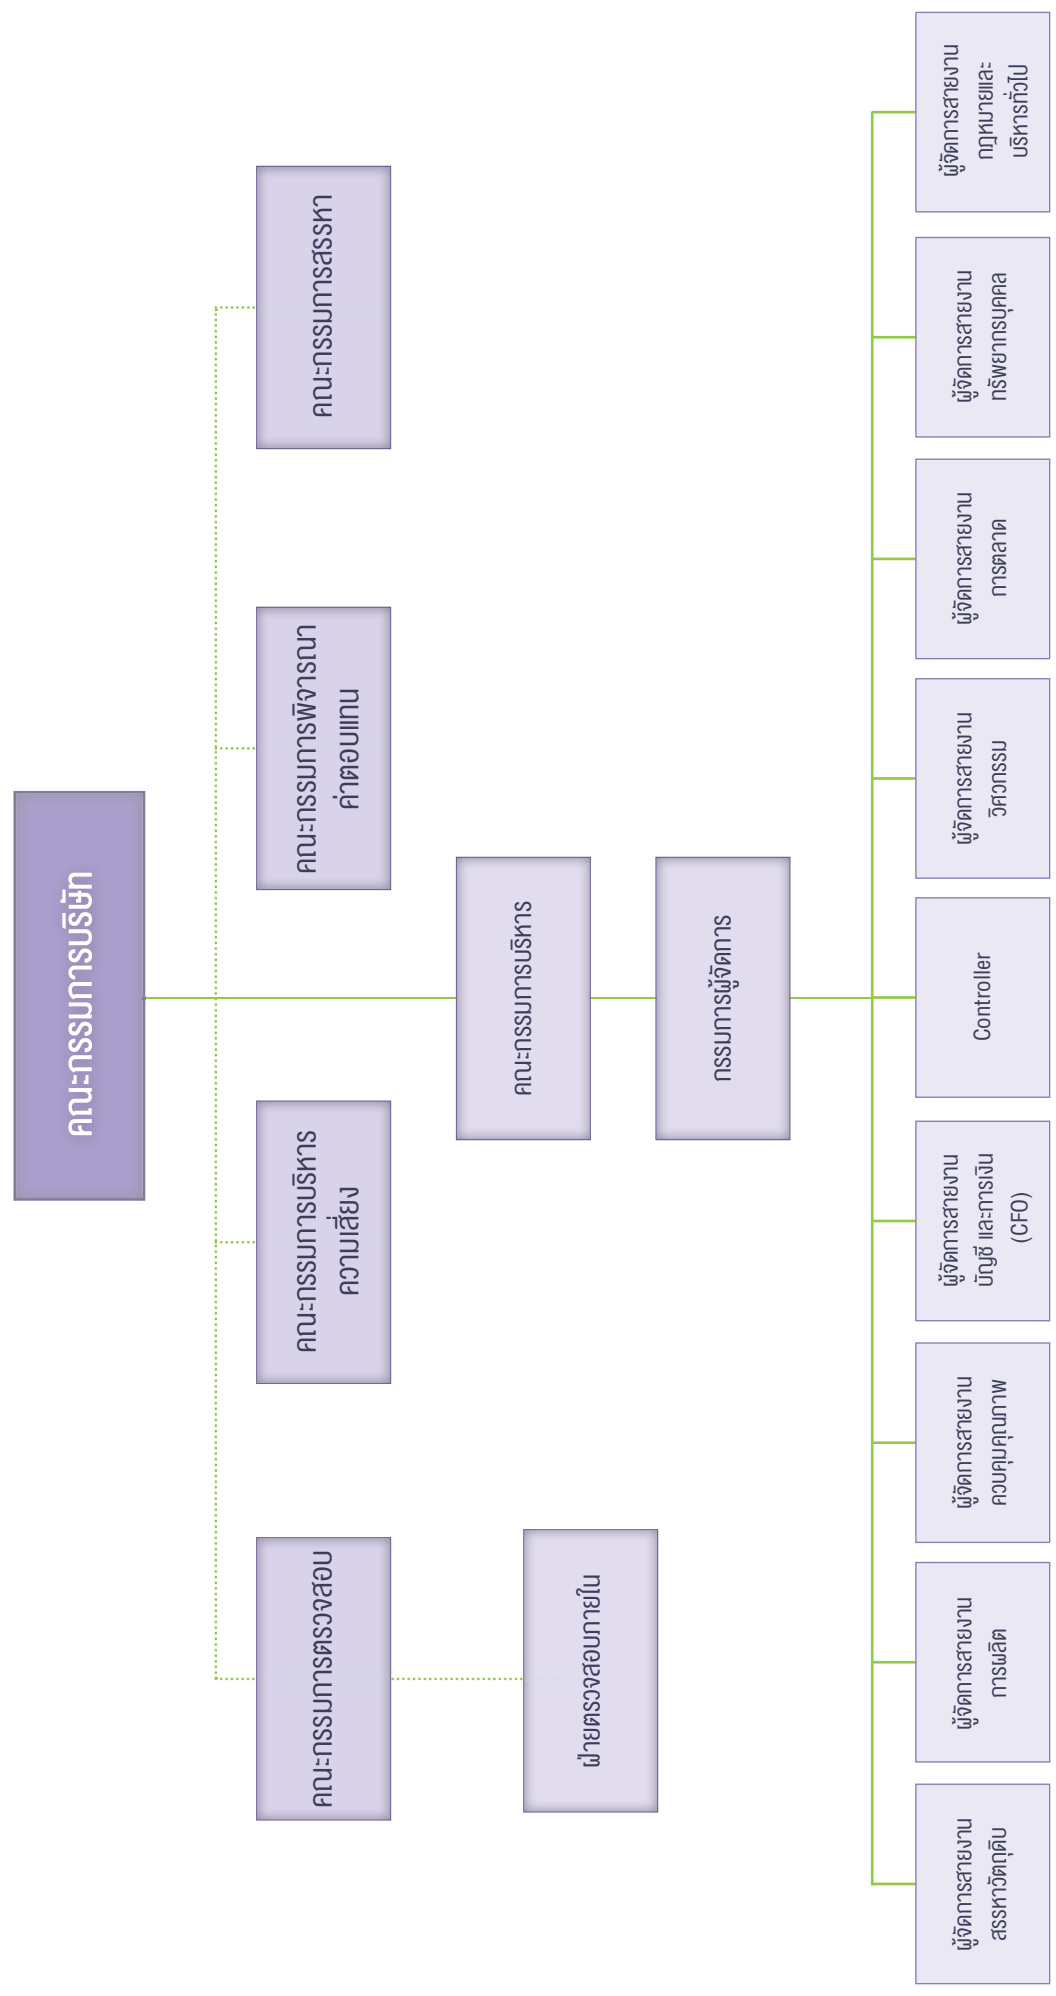 คณะกรรมการบริษัท
คณะกรรมการตรวจสอบ
คณะกรรมการบริหาร
ความเสี่ยง
คณะกรรมการพิจารณา
ค่าตอบแทน
คณะกรรมการสรรหา
คณะกรรมการบริหาร
ฝ่ายตรวจสอบภายใน
กรรมการผู้จัดการ
ผู้จัดการสายงาน
สรรหาวัตถุดิบ
ผู้จัดการสายงาน
การผลิต
ผู้จัดการสายงาน
ควบคุมคุณภาพ
ผู้จัดการสายงาน
บัญชี และการเงิน
(CFO)
Controller
ผู้จัดการสายงาน
วิศวกรรม
ผู้จัดการสายงาน
การตลาด
ผู้จัดการสายงาน
ทรัพยากรบุคคล
ผู้จัดการสายงาน
กฎหมายและ
บริหารทั่วไป